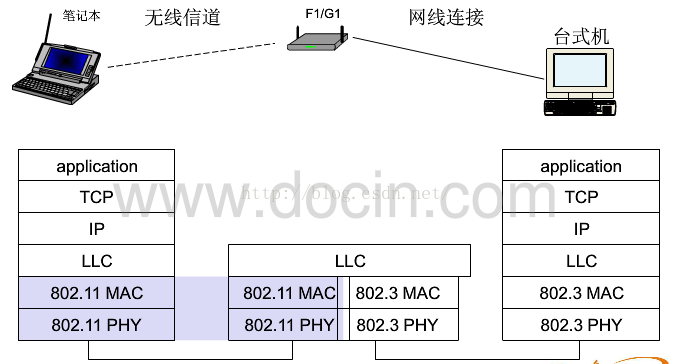 笔记本
无线信道
F1/G1
网线连接
台式机
application
TCP
IP
LLC
802.11 MAC
802.11 PHY
LLC
802.11 MAC
802.3 MAC
802.11 PHY
802.3 PHY
application
TCP
IP
LLC
802.3 MAC
802.3 PHY
www.docin.com
http://blog.csdn.net